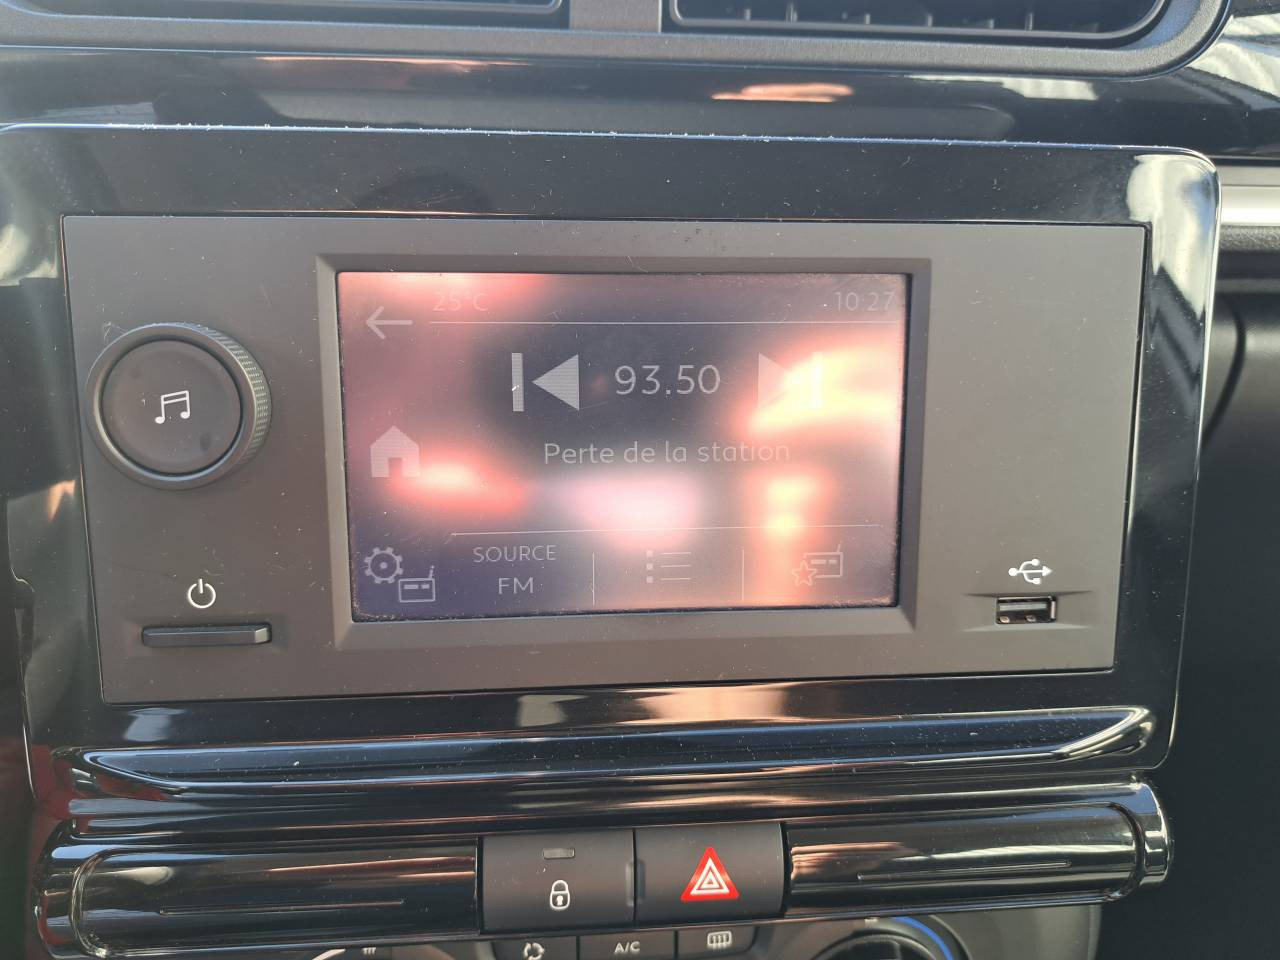 25°C
10:27
93.50
Perte de la station
SOURCE
FM
A/C